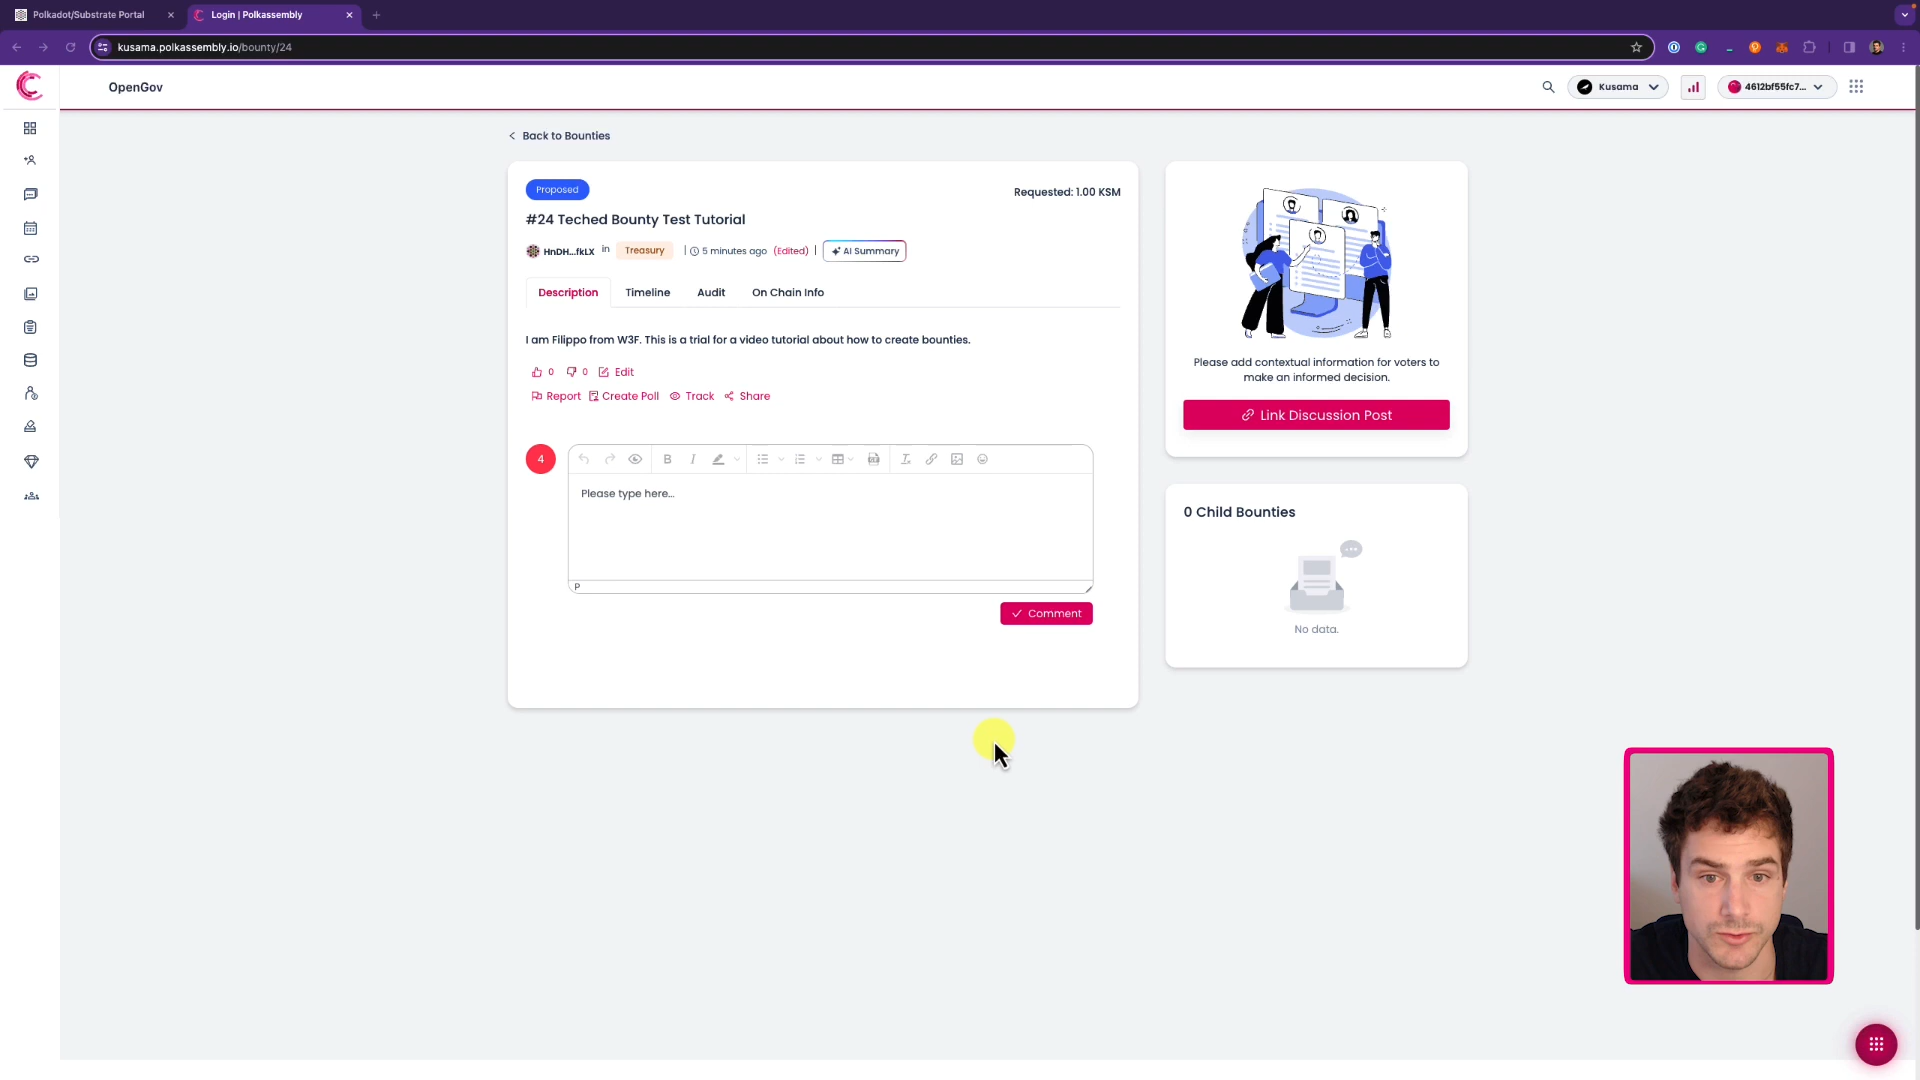 Polkadot/Substrate Portal
Login | Polkassembly
kusama.polkassembly.io/bounty/24
OpenGov
Kusama
4612bf55fc7...
Back to Bounties
Proposed
Requested: 1.00 KSM
#24 Teched Bounty Test Tutorial
HnDH...fkLX in Treasury | 5 minutes ago (Edited) | AI Summary
Description Timeline Audit On Chain Info
I am Filippo from W3F. This is a trial for a video tutorial about how to create bounties.
0 0 Edit
Report Create Poll Track Share
4
Please type here...
P
Comment
Please add contextual information for voters to
make an informed decision.
Link Discussion Post
0 Child Bounties
No data.